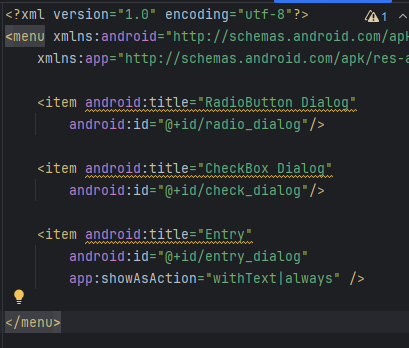 <?xml version="1.0" encoding="utf-8"?>
1
<menu xmlns:android="http://schemas.android.com/apk
xmlns:app="http://schemas.android.com/apk/res-a
<item android:title="RadioButton Dialog"
android:id="@+id/radio_dialog"/>
<item android:title="CheckBox Dialog"
android:id="@+id/check_dialog"/>
<item android:title="Entry"
android:id="@+id/entry_dialog"
app:showAsAction="withText|always" />
</menu>